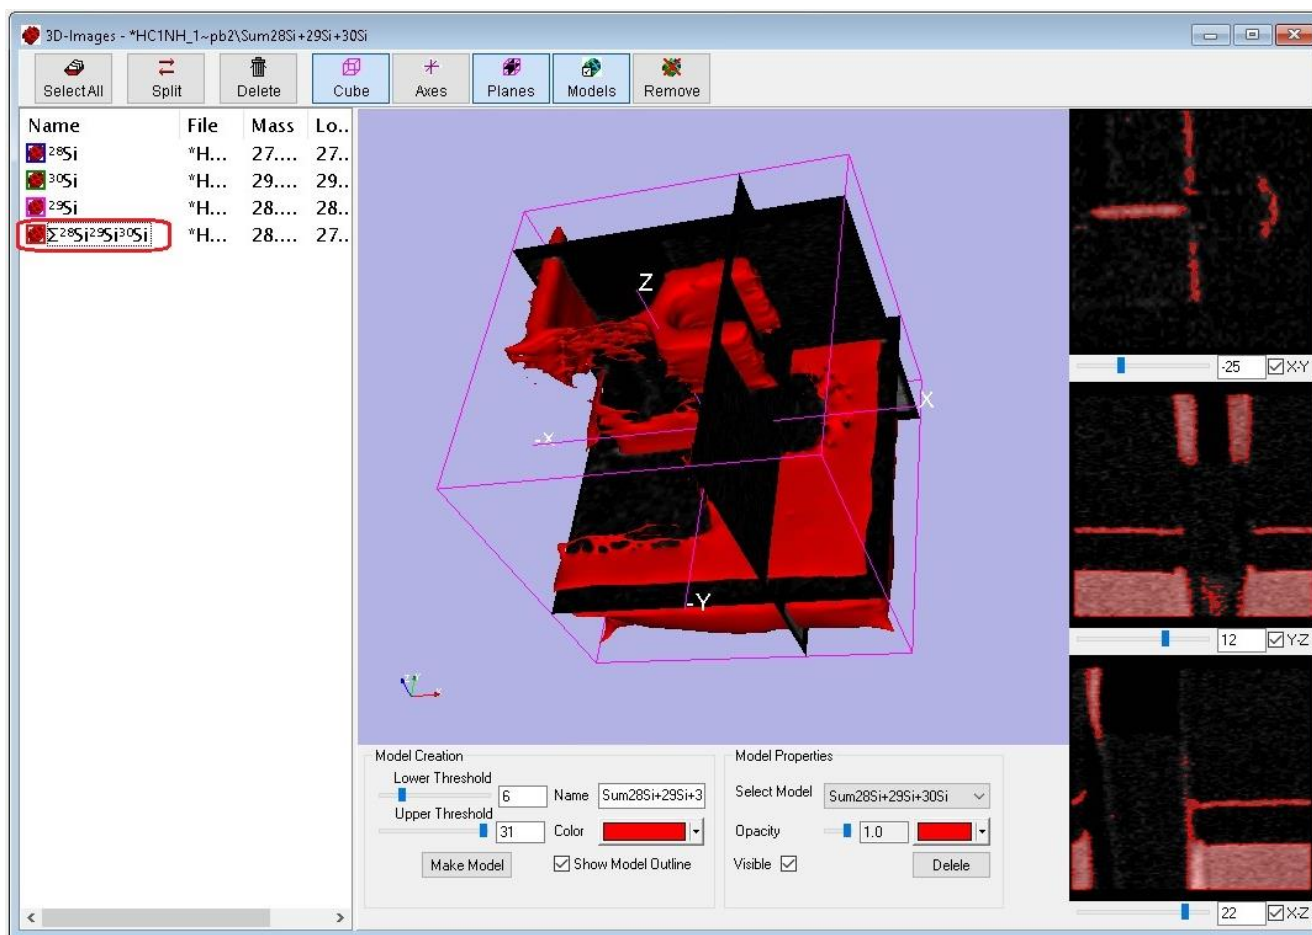 3D-Images - *HC1NH_1~pb2\Sum28Si+29Si+30Si
SelectAll Split Delete Cube Axes Planes Models Remove
Name File Mass Lo..
²⁸Si *H... 27.... 27..
³⁰Si *H... 29.... 29..
²⁹Si *H... 28.... 28..
Σ²⁸Si²⁹Si³⁰Si *H... 28.... 27..
Z
X
-X
-Y
-25 X-Y
12 Y-Z
22 X-Z
Model Creation
Lower Threshold
6 Name Sum28Si+29Si+3
Upper Threshold
31 Color
Make Model Show Model Outline
Model Properties
Select Model Sum28Si+29Si+30Si
Opacity 1.0
Visible Delele